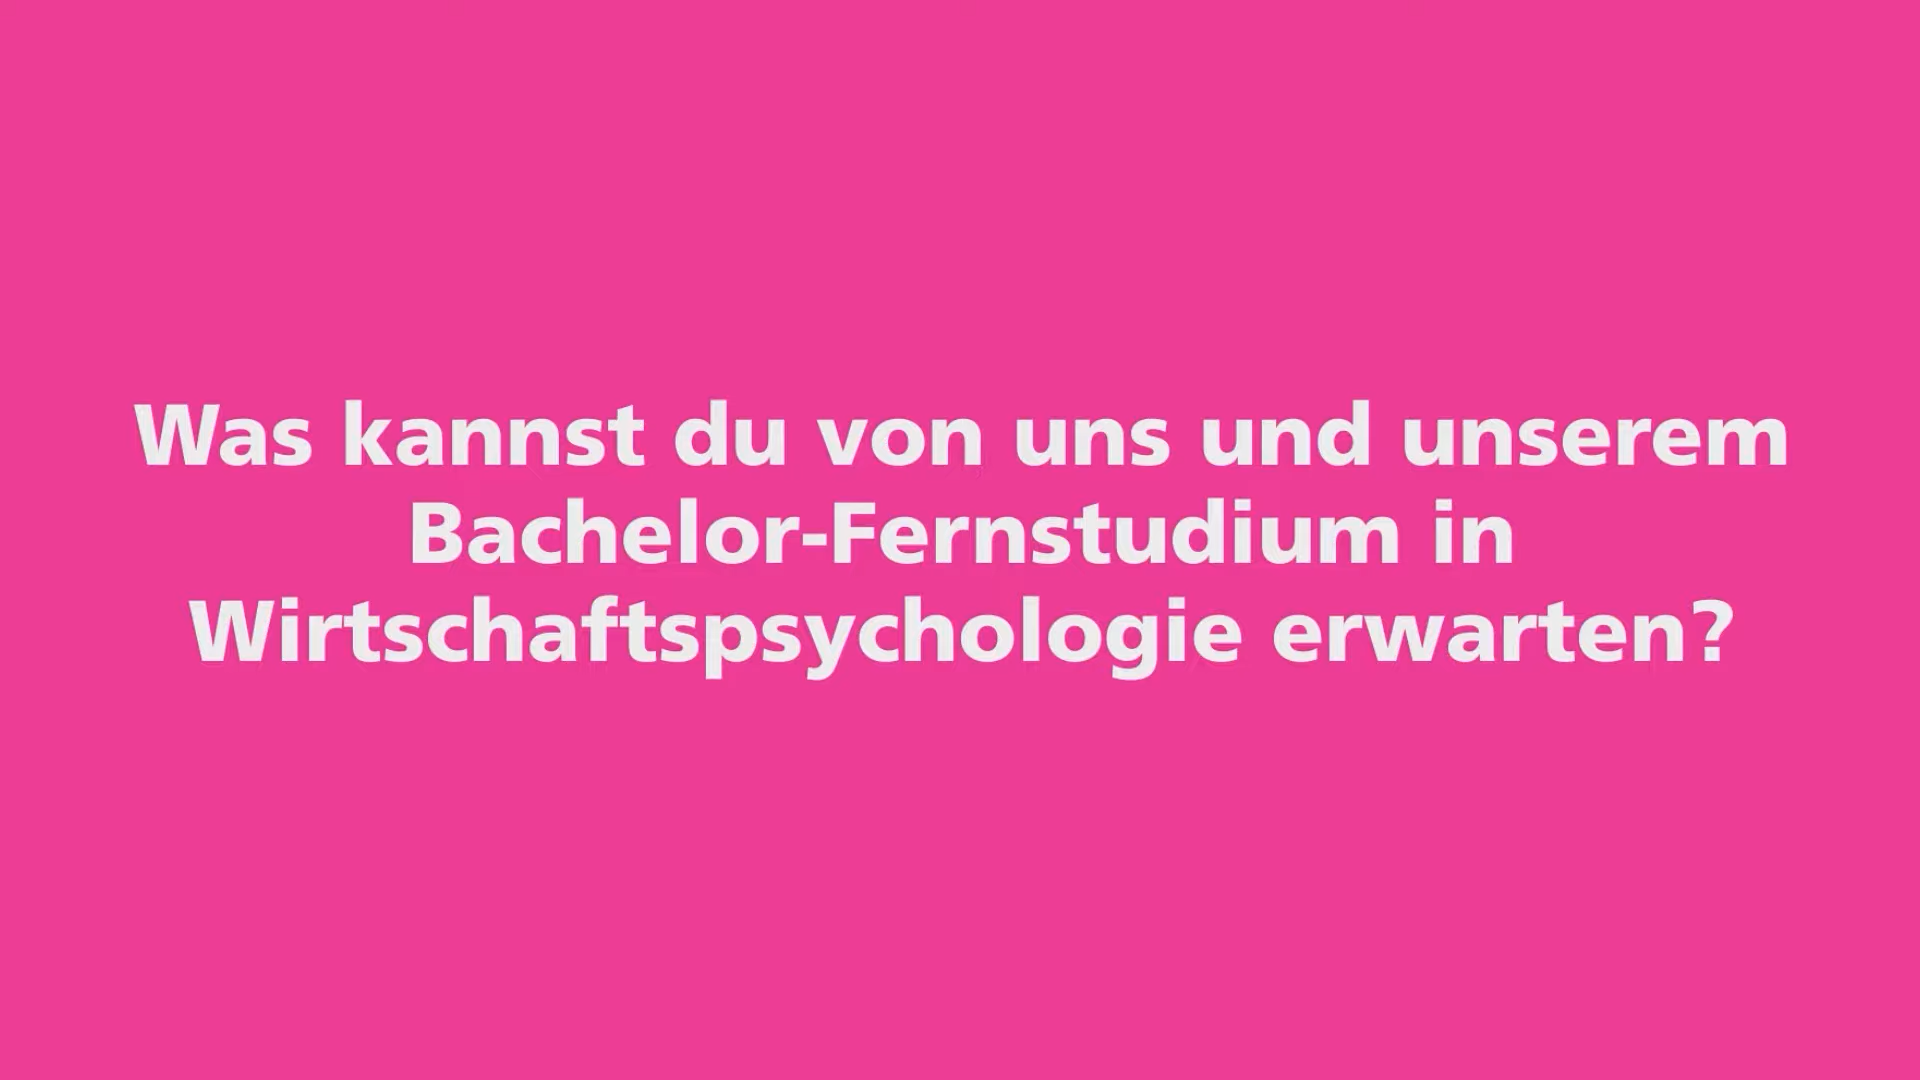 Was kannst du von uns und unserem
Bachelor-Fernstudium in
Wirtschaftspsychologie erwarten?